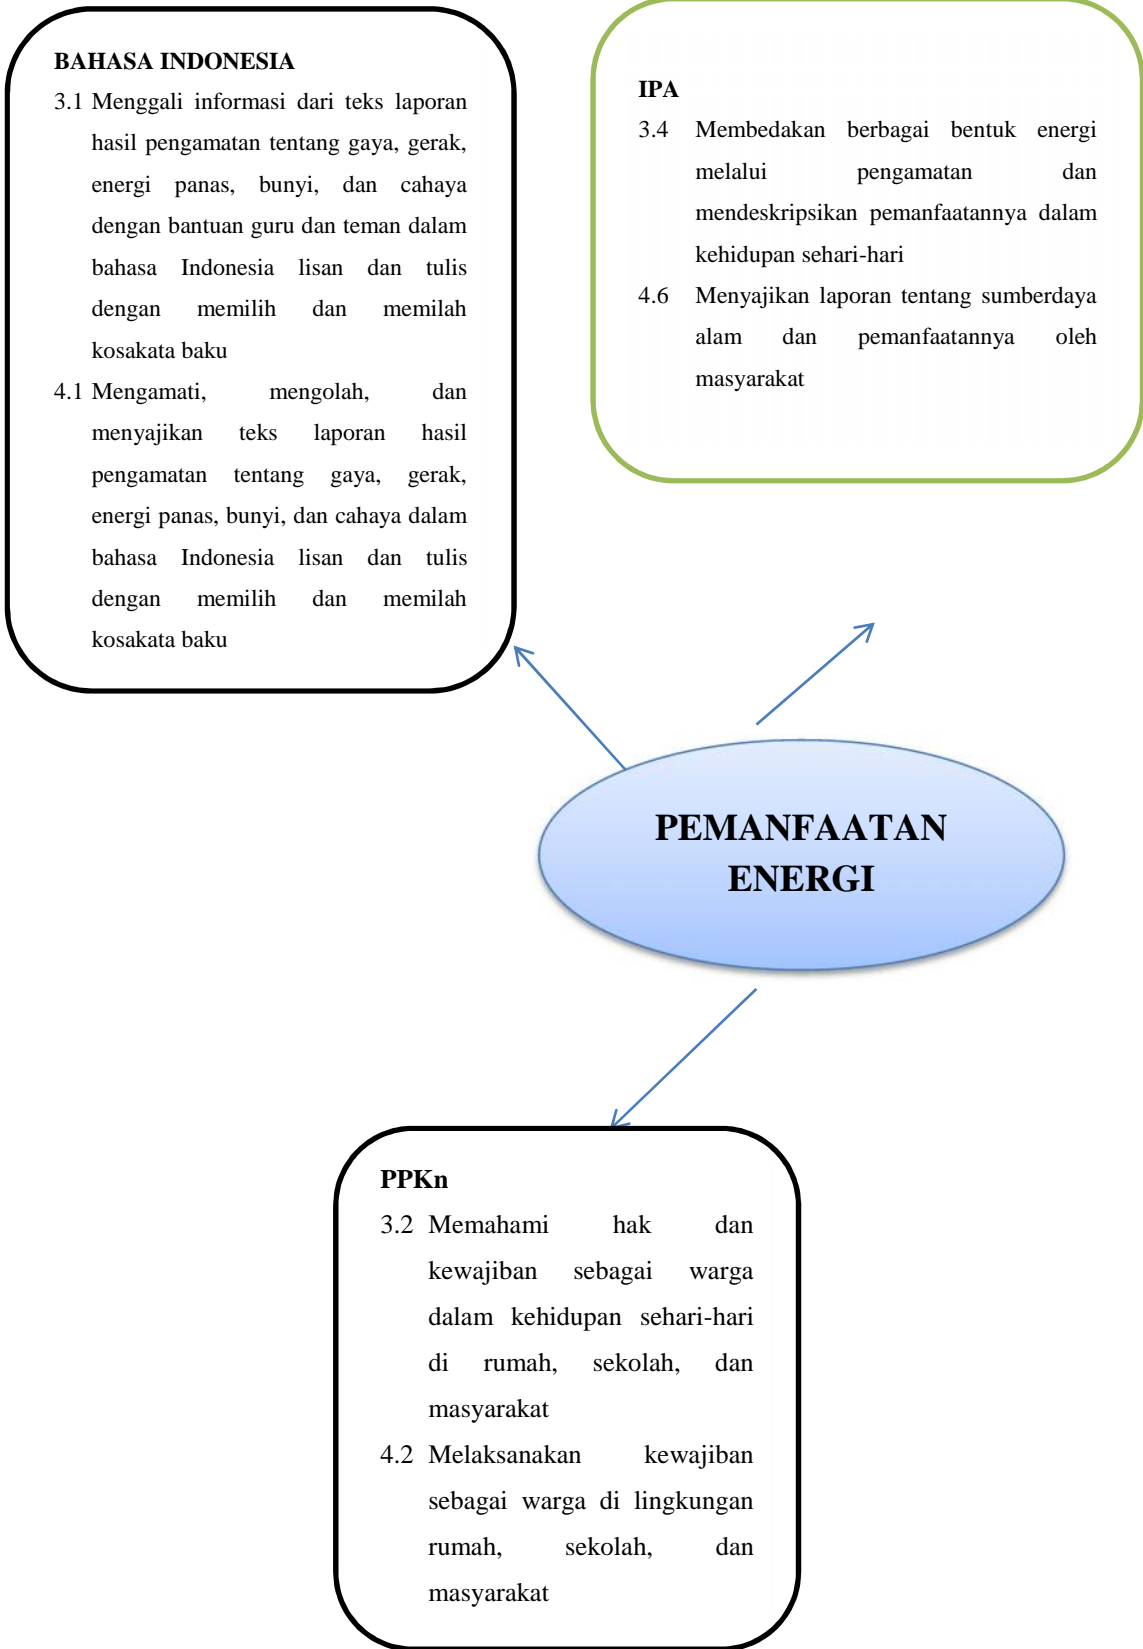 BAHASA INDONESIA
3.1 Menggali informasi dari teks laporan
hasil pengamatan tentang gaya, gerak,
energi panas, bunyi, dan cahaya
dengan bantuan guru dan teman dalam
bahasa Indonesia lisan dan tulis
dengan memilih dan memilah
kosakata baku
4.1 Mengamati, mengolah, dan
menyajikan teks laporan hasil
pengamatan tentang gaya, gerak,
energi panas, bunyi, dan cahaya dalam
bahasa Indonesia lisan dan tulis
dengan memilih dan memilah
kosakata baku
IPA
3.4 Membedakan berbagai bentuk energi
melalui pengamatan dan
mendeskripsikan pemanfaatannya dalam
kehidupan sehari-hari
4.6 Menyajikan laporan tentang sumberdaya
alam dan pemanfaatannya oleh
masyarakat
PEMANFAATAN
ENERGI
PPKn
3.2 Memahami hak dan
kewajiban sebagai warga
dalam kehidupan sehari-hari
di rumah, sekolah, dan
masyarakat
4.2 Melaksanakan kewajiban
sebagai warga di lingkungan
rumah, sekolah, dan
masyarakat